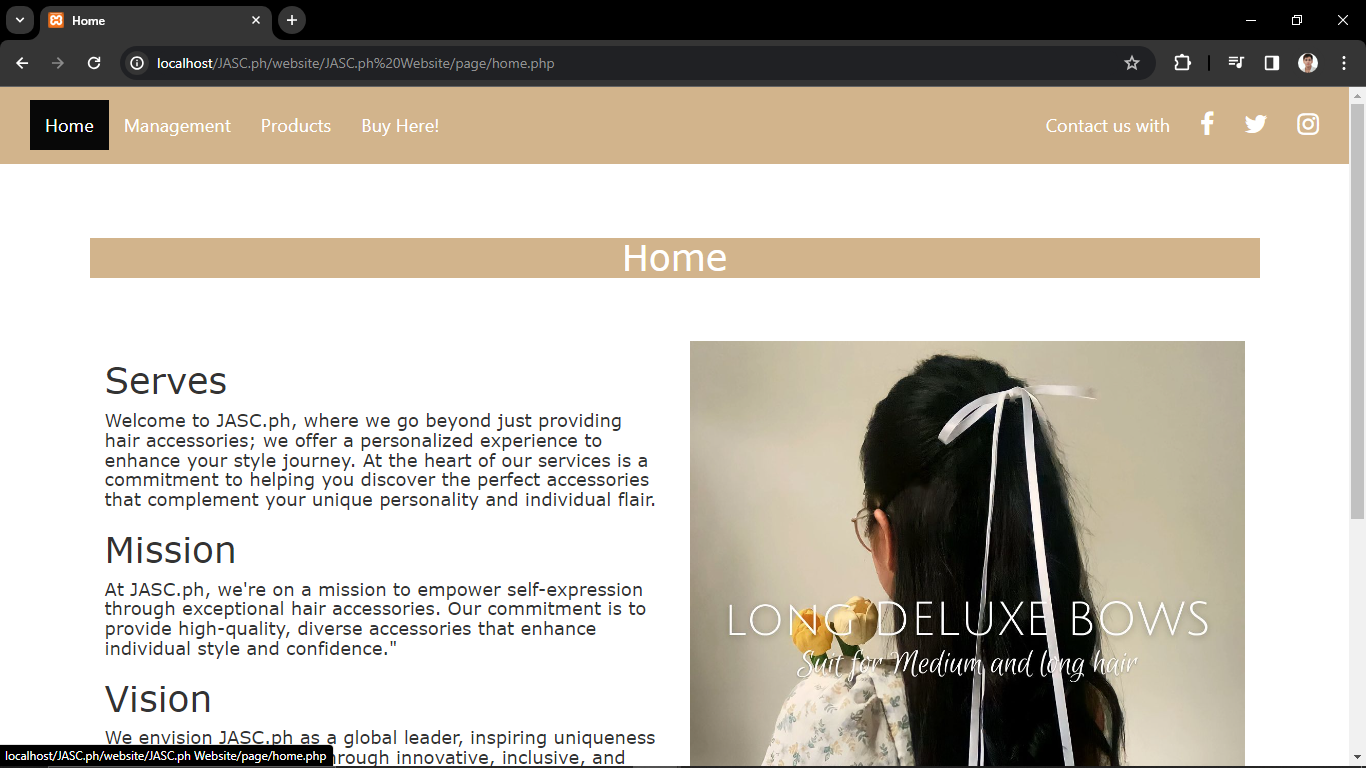 Home
localhost/JASC.ph/website/JASC.ph%20Website/page/home.php
Home Management Products Buy Here! Contact us with
Home
Serves
Welcome to JASC.ph, where we go beyond just providing
hair accessories; we offer a personalized experience to
enhance your style journey. At the heart of our services is a
commitment to helping you discover the perfect accessories
that complement your unique personality and individual flair.
Mission
At JASC.ph, we're on a mission to empower self-expression
through exceptional hair accessories. Our commitment is to
provide high-quality, diverse accessories that enhance
individual style and confidence."
Vision
We envision JASC.ph as a global leader, inspiring uniqueness
through innovative, inclusive, and
LONG DELUXE BOWS
Suit for Medium and long hair
localhost/JASC.ph/website/JASC.ph Website/page/home.php